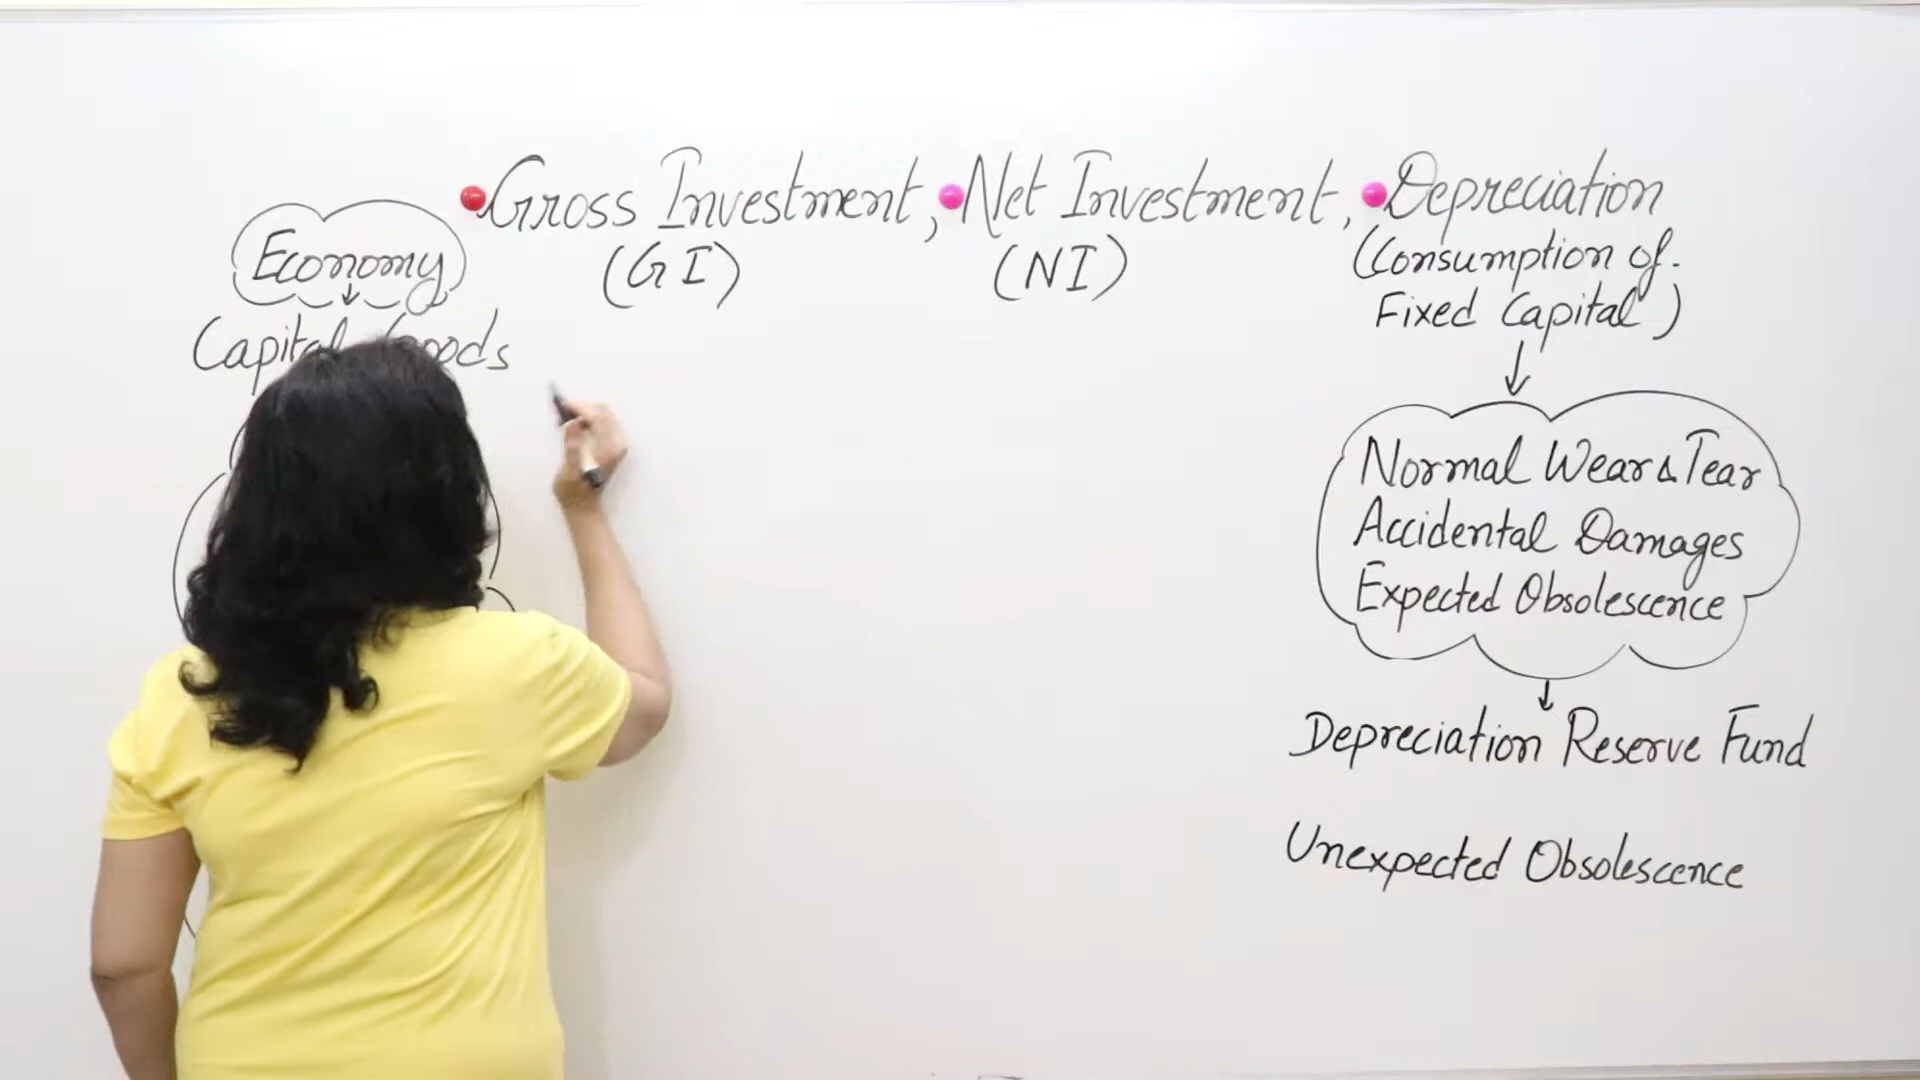 Gross Investment, Net Investment, Depreciation
(GI) (NI) (Consumption of
Fixed Capital)
Economy
Capital Goods
Normal Wear & Tear
Accidental Damages
Expected Obsolescence
Depreciation Reserve Fund
Unexpected Obsolescence